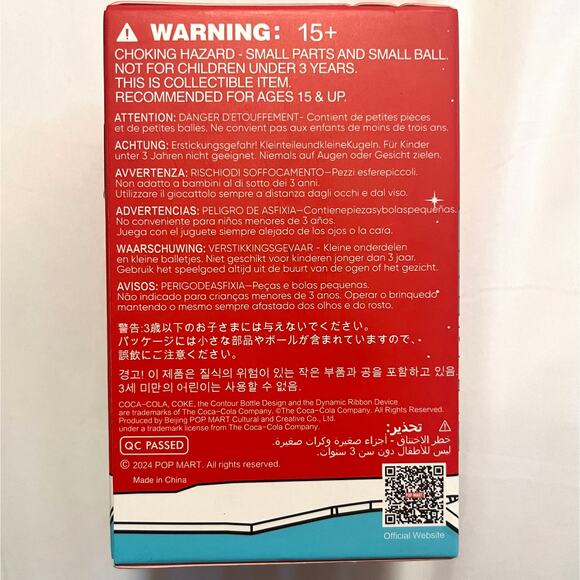 WARNING: 15+
CHOKING HAZARD - SMALL PARTS AND SMALL BALL.
NOT FOR CHILDREN UNDER 3 YEARS.
THIS IS COLLECTIBLE ITEM.
RECOMMENDED FOR AGES 15 & UP.
ATTENTION: DANGER D'ETOUFFEMENT- Contient de petites pièces
et de petites balles. Ne convient pas aux enfants de moins de trois ans.
ACHTUNG: Erstickungsgefahr! KleinteileundkleineKugeln. Für Kinder
unter 3 Jahren nicht geeignet. Niemals auf Augen oder Gesicht zielen.
AVVERTENZA: RISCHIODI SOFFOCAMENTO—Pezzi esferepiccoli.
Non adatto a bambini al di sotto dei 3 anni.
Utilizzare il giocattolo sempre a distanza dagli occhi e dal viso.
ADVERTENCIAS: PELIGRO DE ASFIXIA—Contienepiezasybolaspequeñas.
No conveniente para niños menores de 3 años.
Juega con el juguete siempre alejado de los ojos o la cara.
WAARSCHUWING: VERSTIKKINGSGEVAAR - Kleine onderdelen
en kleine balletjes. Niet geschikt voor kinderen jonger dan 3 jaar.
Gebruik het speelgoed altijd uit de buurt van de ogen of het gezicht.
AVISOS: PERIGODEASFIXIA—Peças e bolas pequenas.
Não indicado para crianças menores de 3 anos. Operar o brinquedo
mantendo o mesmo sempre afastado dos olhos e do rosto.
警告:3歳以下のお子さまには与えないでください。
パッケージには小さな部品やボールが含まれていますので、
誤飲にご注意ください。
경고! 이 제품은 질식의 위험이 있는 작은 부품과 공을 포함하고 있고,
3세 미만의 어린이는 사용할 수 없음.
COCA-COLA, COKE, the Contour Bottle Design and the Dynamic Ribbon Device
are trademarks of The Coca-Cola Company. ©The Coca-Cola Company. All Rights Reserved.
Produced by Beijing POP MART Cultural and Creative Co., Ltd.
under a trademark license from The Coca-Cola Company.
تحذير:
خطر الاختناق - أجزاء صغيرة وكرات صغيرة.
ليس للأطفال دون سن 3 سنوات.
QC PASSED
© 2024 POP MART. All rights reserved.
Made in China
POP MART
Official Website